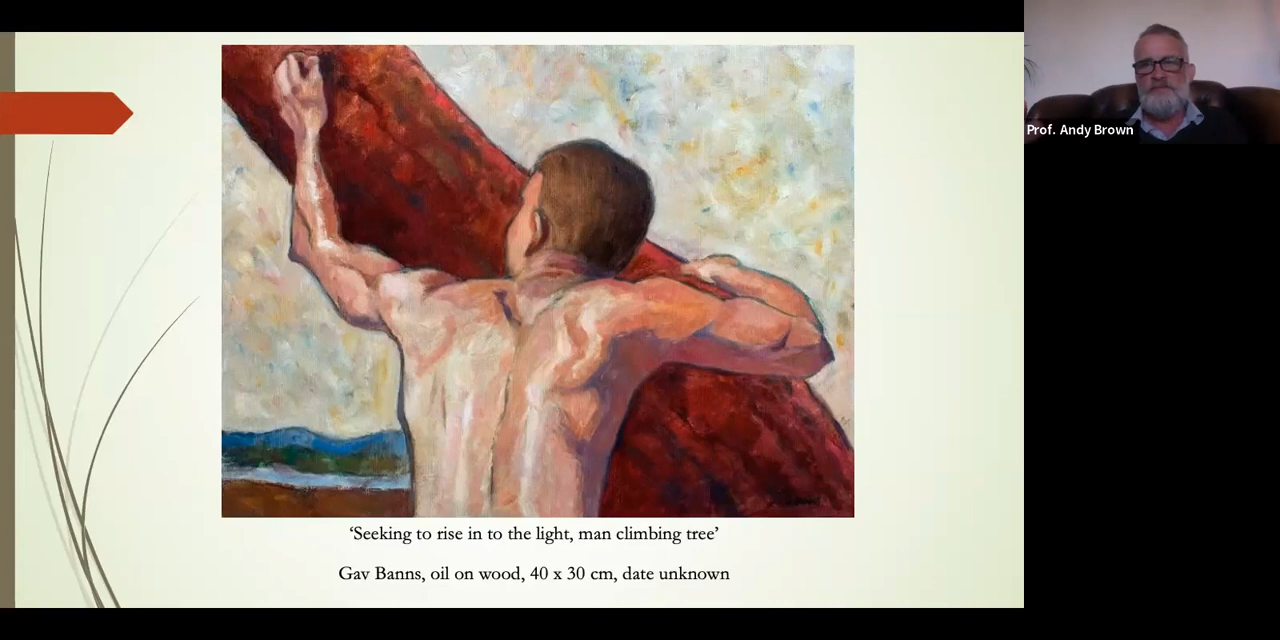 Prof. Andy Brown
‘Seeking to rise in to the light, man climbing tree’
Gav Banns, oil on wood, 40 x 30 cm, date unknown